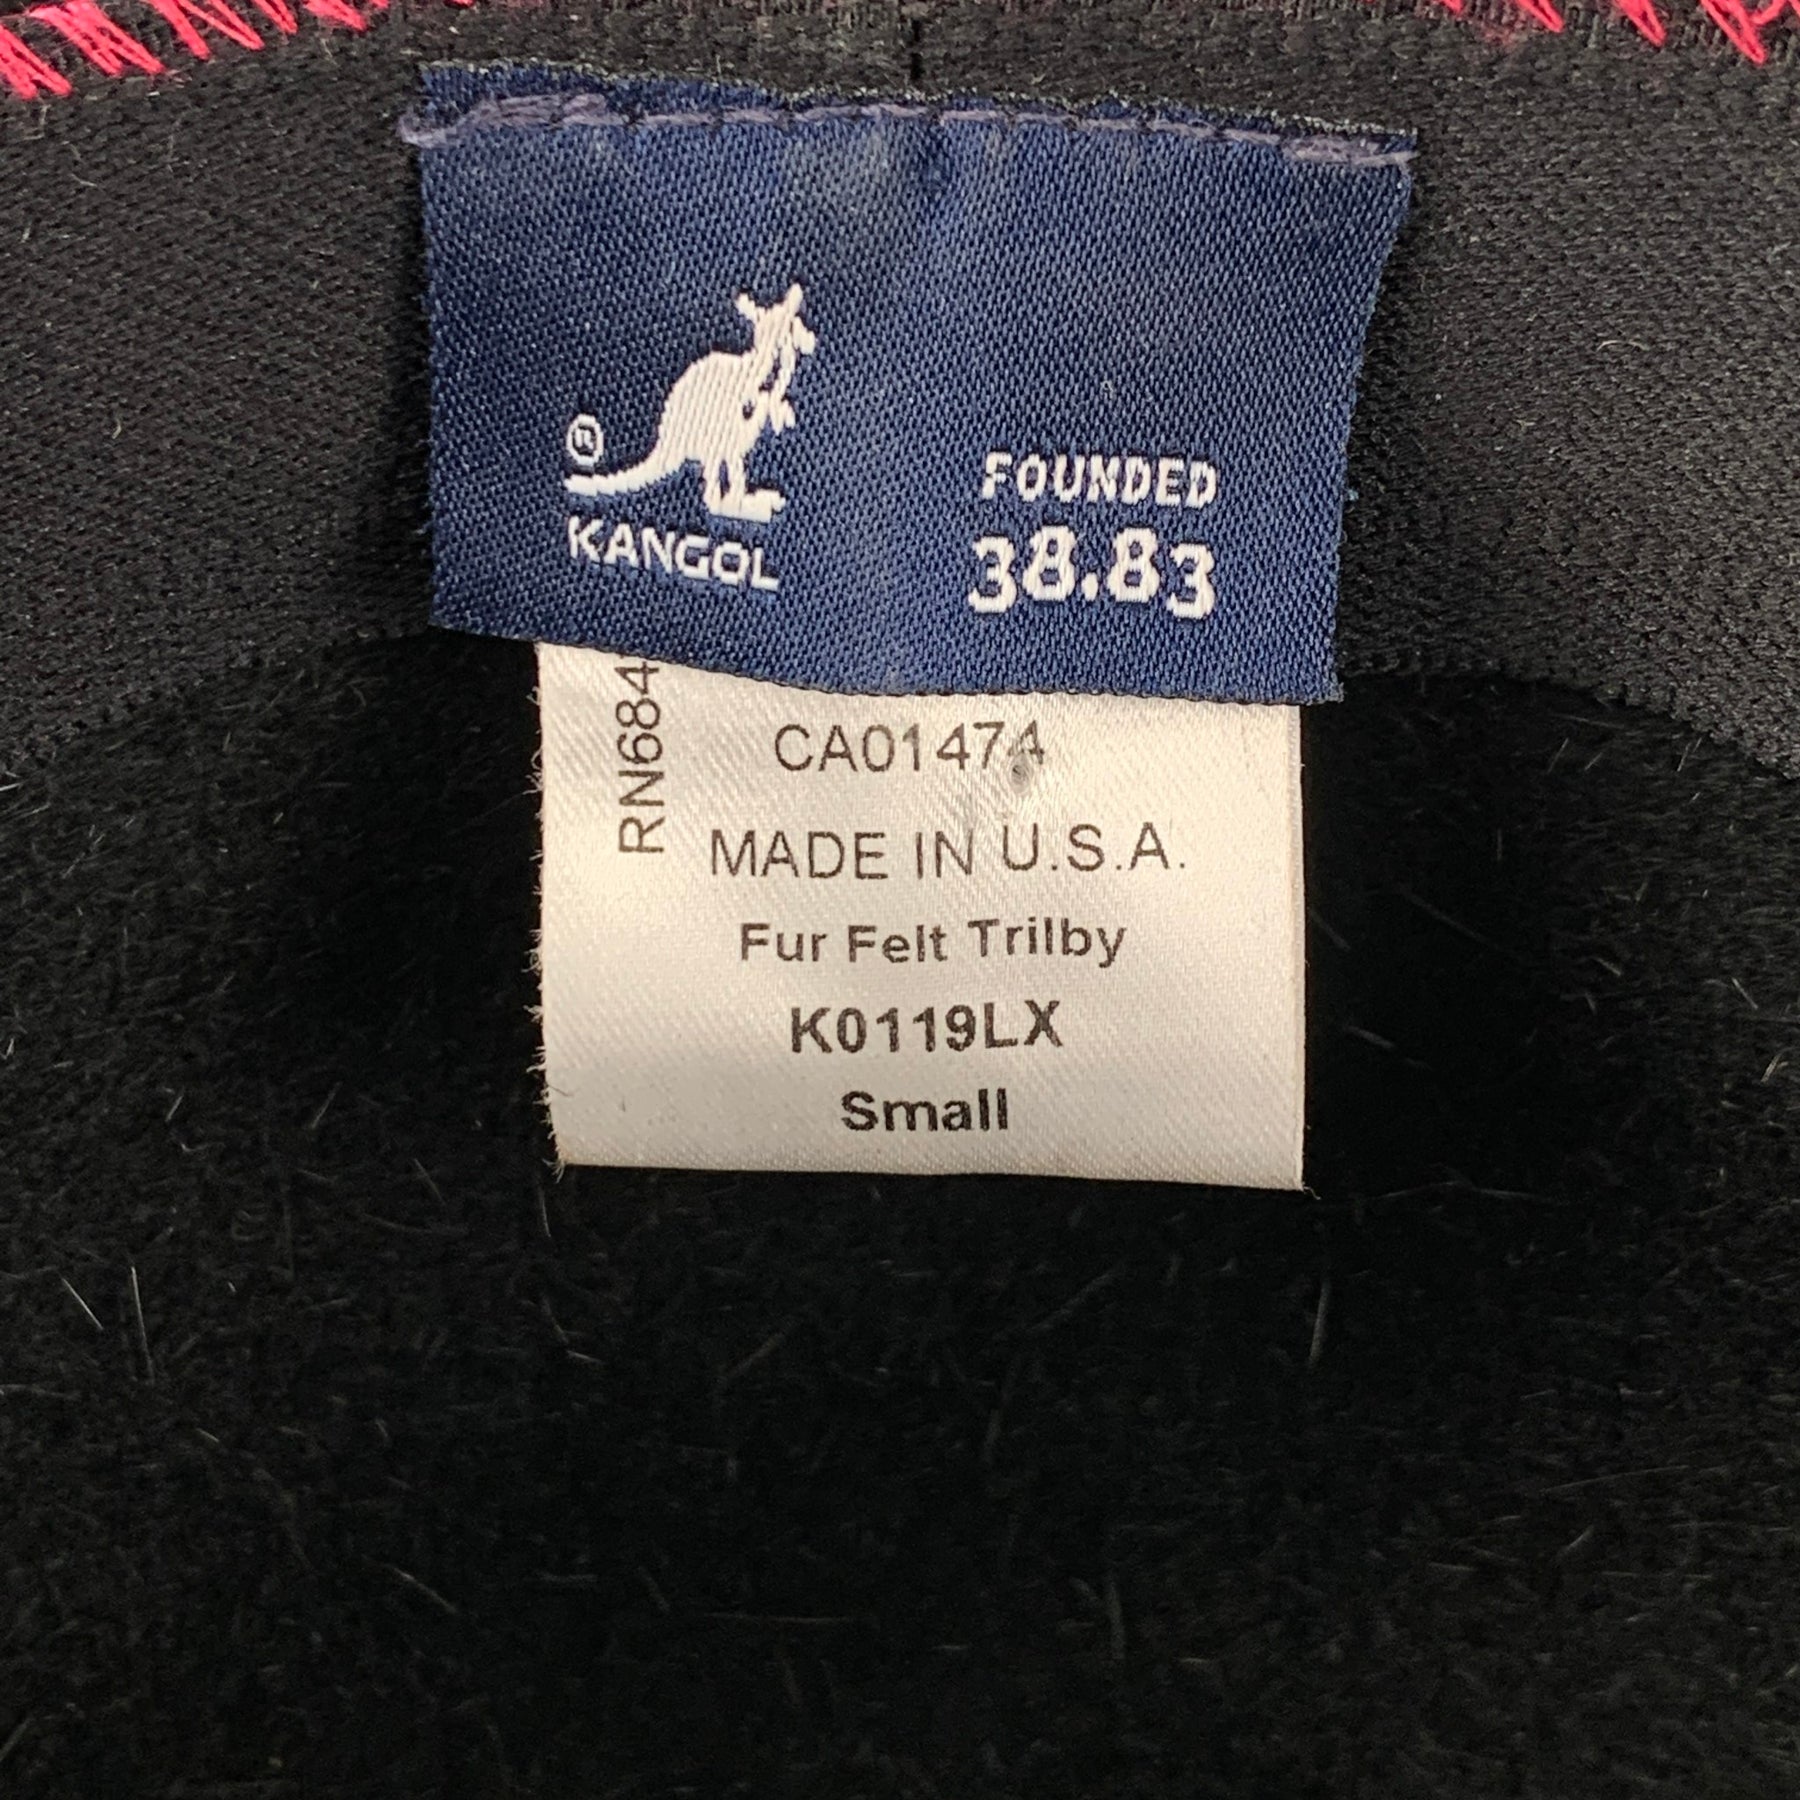 ®
KANGOL
FOUNDED
38.83
RN684
CA01474
MADE IN U.S.A.
Fur Felt Trilby
K0119LX
Small